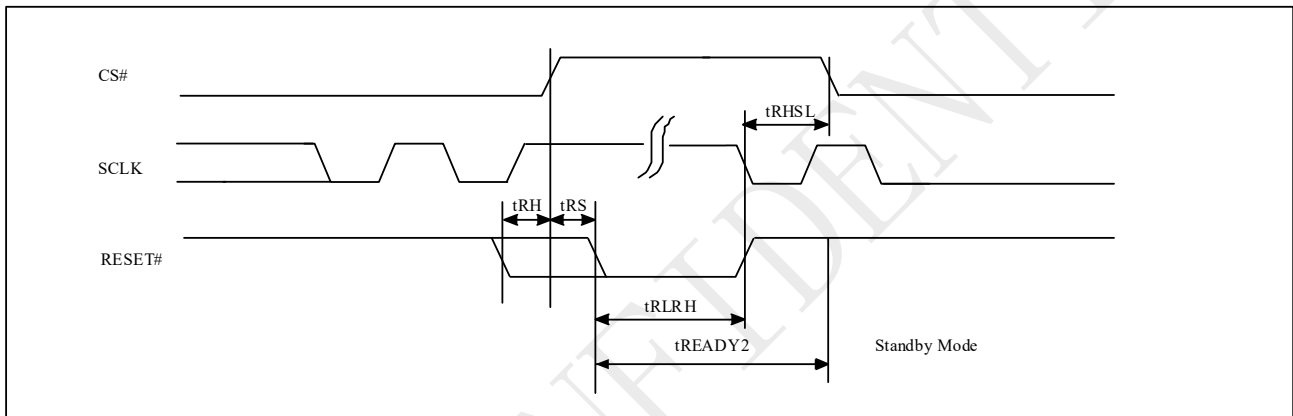 CS#
tRHSL
SCLK
tRH tRS
RESET#
tRLRH
tREADY2 Standby Mode